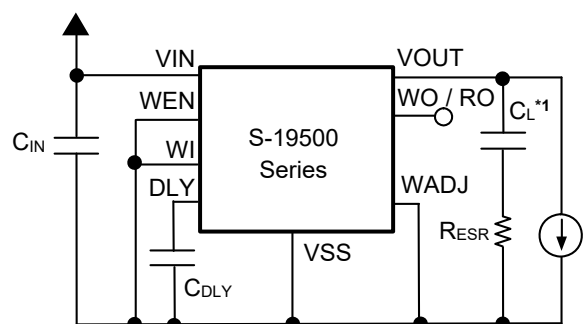 VIN
VOUT
WEN
WO / RO
CL*1
S-19500
Series
CIN
WI
DLY
WADJ
RESR
VSS
CDLY